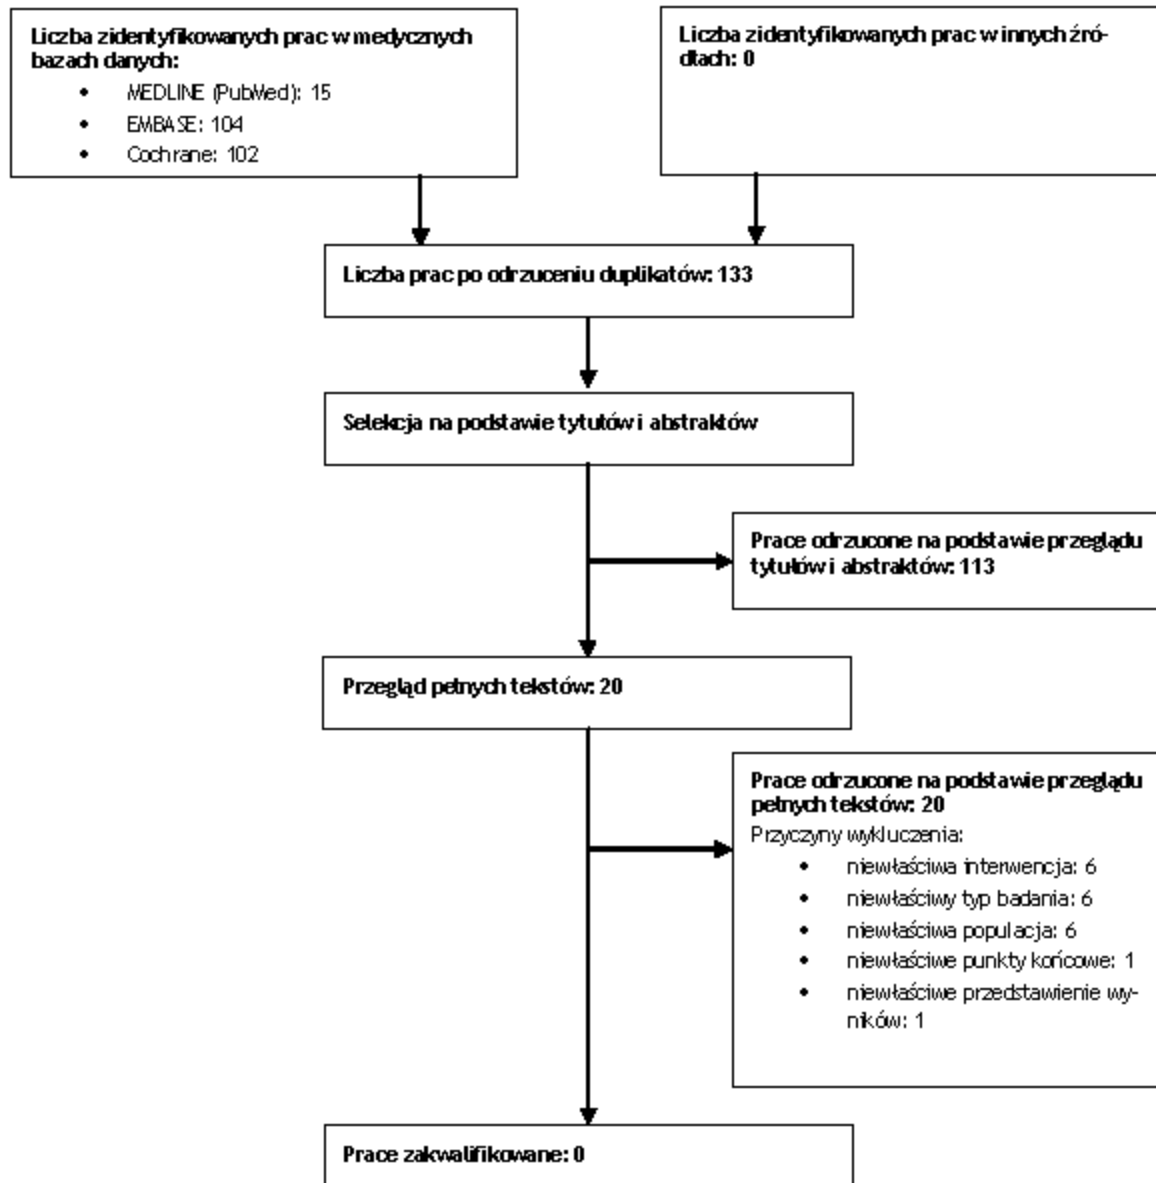 Liczba zidentyfikowanych prac w medycznych
bazach danych:
• MEDLINE (PubMed): 15
• EMBASE: 104
• Cochrane: 102
Liczba zidentyfikowanych prac w innych źró-
dłach: 0
Liczba prac po odrzuceniu duplikatów: 133
Selekcja na podstawie tytułów i abstraktów
Prace odrzucone na podstawie przeglądu
tytułów i abstraktów: 113
Przegląd pełnych tekstów: 20
Prace odrzucone na podstawie przeglądu
pełnych tekstów: 20
Przyczyny wykluczenia:
• niewłaściwa interwencja: 6
• niewłaściwy typ badania: 6
• niewłaściwa populacja: 6
• niewłaściwe punkty końcowe: 1
• niewłaściwe przedstawienie wy-
ników: 1
Prace zakwalifikowane: 0